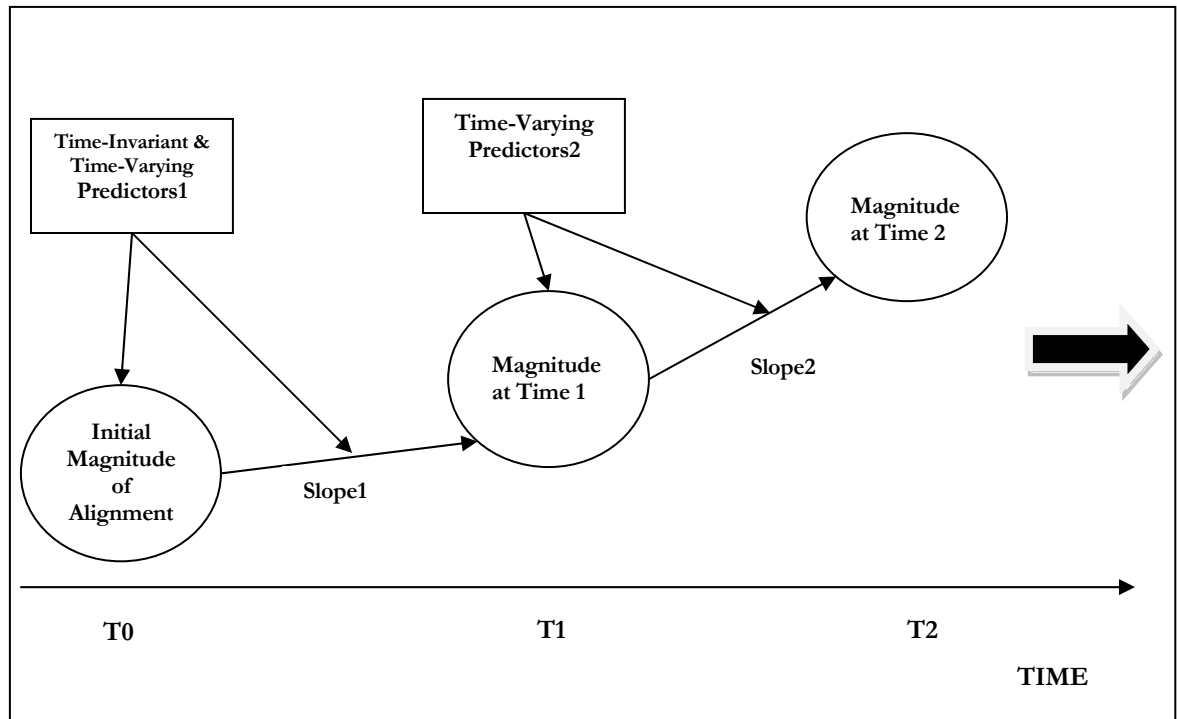 Time-Invariant &
Time-Varying
Predictors1
Time-Varying
Predictors2
Magnitude
at Time 2
Magnitude
at Time 1
Slope2
Initial
Magnitude
of
Alignment
Slope1
T0
T1
T2
TIME